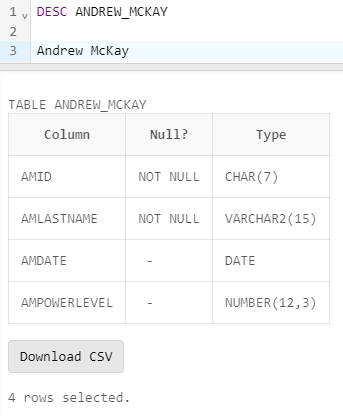 1 DESC ANDREW_MCKAY
2
3 Andrew McKay
TABLE ANDREW_MCKAY
Column Null? Type
AMID NOT NULL CHAR(7)
AMLASTNAME NOT NULL VARCHAR2(15)
AMDATE - DATE
AMPOWERLEVEL - NUMBER(12,3)
Download CSV
4 rows selected.